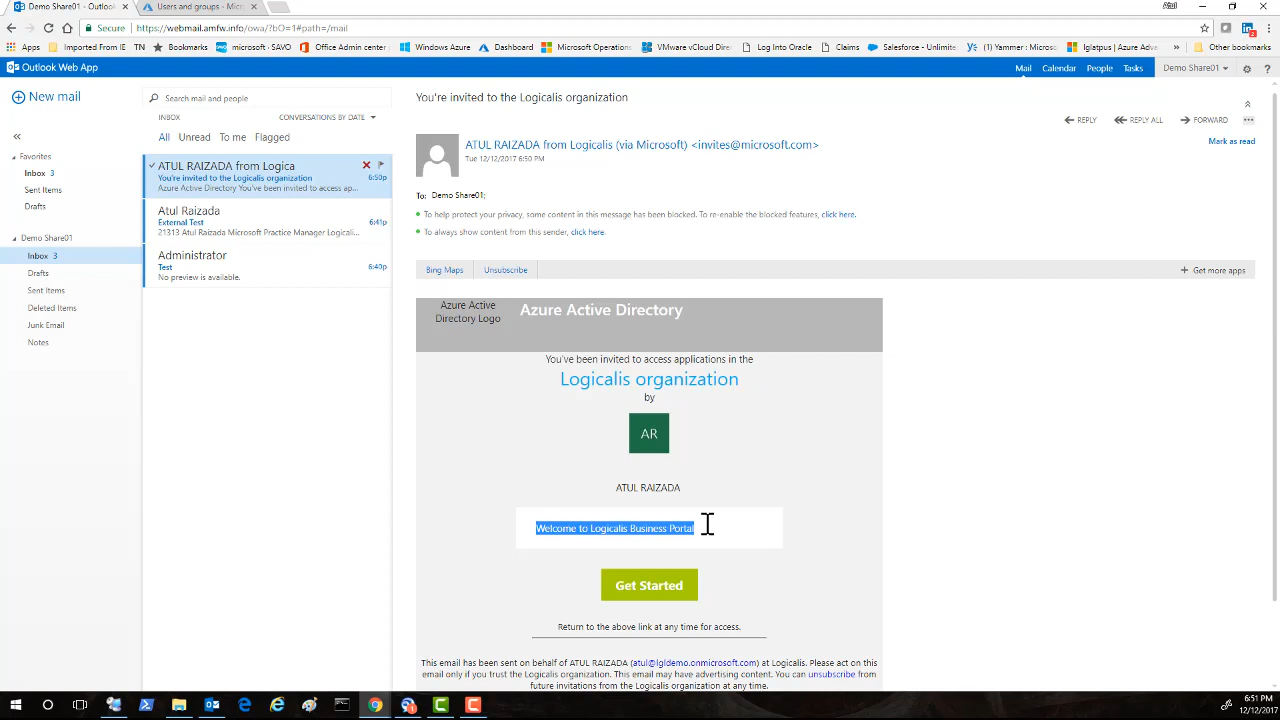 Demo Share01 - Outlook
Users and groups - Micr
Secure
https://webmail.amfw.info/owa/?bO=1#path=/mail
Apps
Imported From IE
TN
Bookmarks
microsoft - SAVO
Office Admin center
Windows Azure
Dashboard
Microsoft Operations
VMware vCloud Direc
Log Into Oracle
Claims
Salesforce - Unlimite
(1) Yammer : Micros
lglatpus | Azure Adva
»
Other bookmarks
Outlook Web App
Mail
Calendar
People
Tasks
Demo Share01
?
New mail
Search mail and people
INBOX
CONVERSATIONS BY DATE
All
Unread
To me
Flagged
Favorites
Inbox 3
Sent Items
Drafts
Demo Share01
Inbox 3
Drafts
Sent Items
Deleted Items
Junk Email
Notes
ATUL RAIZADA from Logica
You're invited to the Logicalis organization
6:50p
Azure Active Directory You've been invited to access ap...
Atul Raizada
External Test
6:41p
21313 Atul Raizada Microsoft Practice Manager Logicali...
Administrator
Test
6:40p
No preview is available.
You're invited to the Logicalis organization
REPLY
REPLY ALL
FORWARD
Mark as read
ATUL RAIZADA from Logicalis (via Microsoft) <invites@microsoft.com>
Tue 12/12/2017 6:50 PM
To: Demo Share01;
To help protect your privacy, some content in this message has been blocked. To re-enable the blocked features, click here.
To always show content from this sender, click here.
Bing Maps
Unsubscribe
Get more apps
Azure Active
Directory Logo
Azure Active Directory
You've been invited to access applications in the
Logicalis organization
by
AR
ATUL RAIZADA
Welcome to Logicalis Business Portal
Get Started
Return to the above link at any time for access.
This email has been sent on behalf of ATUL RAIZADA (atul@lgldemo.onmicrosoft.com) at Logicalis. Please act on
this email only if you trust the Logicalis organization. This email may have advertising content. You can unsubscribe from
future invitations from the Logicalis organization at any time.
6:51 PM
12/12/2017